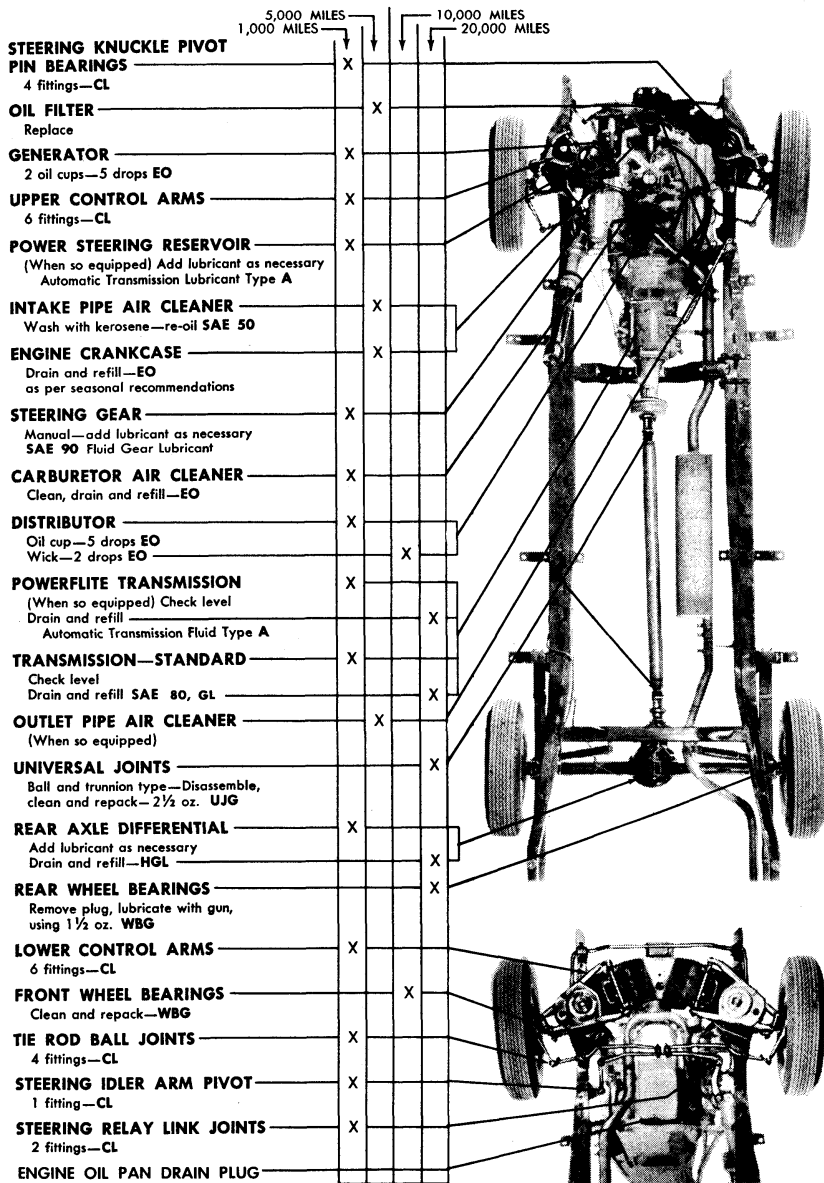 5,000 MILES
10,000 MILES
1,000 MILES
20,000 MILES
STEERING KNUCKLE PIVOT
PIN BEARINGS X
4 fittings—CL
OIL FILTER X
Replace
GENERATOR X
2 oil cups—5 drops EO
UPPER CONTROL ARMS X
6 fittings—CL
POWER STEERING RESERVOIR X
(When so equipped) Add lubricant as necessary
Automatic Transmission Lubricant Type A
INTAKE PIPE AIR CLEANER X
Wash with kerosene—re-oil SAE 50
ENGINE CRANKCASE X
Drain and refill—EO
as per seasonal recommendations
STEERING GEAR X
Manual—add lubricant as necessary
SAE 90 Fluid Gear Lubricant
CARBURETOR AIR CLEANER X
Clean, drain and refill—EO
DISTRIBUTOR X
Oil cup—5 drops EO
Wick—2 drops EO X
POWERFLITE TRANSMISSION X
(When so equipped) Check level
Drain and refill X
Automatic Transmission Fluid Type A
TRANSMISSION—STANDARD X
Check level
Drain and refill SAE 80, GL X
OUTLET PIPE AIR CLEANER X
(When so equipped)
UNIVERSAL JOINTS X
Ball and trunnion type—Disassemble,
clean and repack—2½ oz. UJG
REAR AXLE DIFFERENTIAL X
Add lubricant as necessary
Drain and refill—HGL X
REAR WHEEL BEARINGS X
Remove plug, lubricate with gun,
using 1½ oz. WBG
LOWER CONTROL ARMS X
6 fittings—CL
FRONT WHEEL BEARINGS X
Clean and repack—WBG
TIE ROD BALL JOINTS X
4 fittings—CL
STEERING IDLER ARM PIVOT X
1 fitting—CL
STEERING RELAY LINK JOINTS X
2 fittings—CL
ENGINE OIL PAN DRAIN PLUG